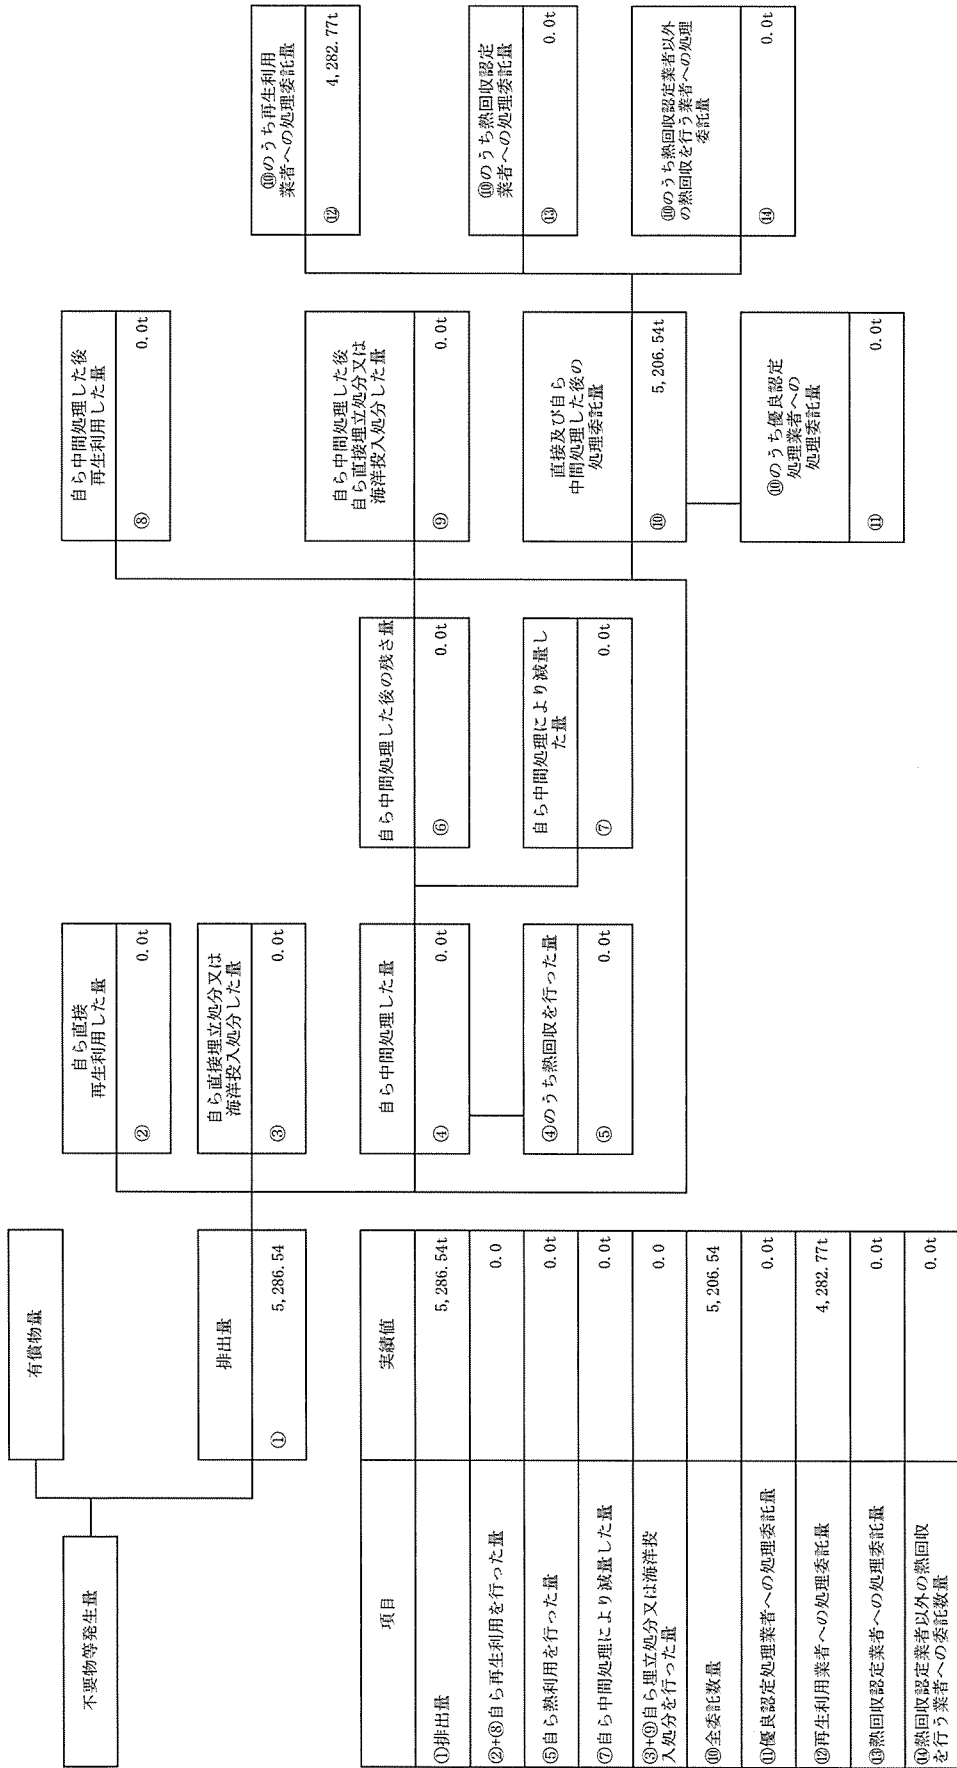 不要物等発生量
有償物量
排出量
① 5,286.54
自ら直接
再生利用した量
② 0.0t
自ら直接埋立処分又は
海洋投入処分した量
③ 0.0t
自ら中間処理した量
④ 0.0t
④のうち熱回収を行った量
⑤ 0.0t
自ら中間処理した後の残さ量
⑥ 0.0t
自ら中間処理により減量し
た量
⑦ 0.0t
自ら中間処理した後
再生利用した量
⑧ 0.0t
自ら中間処理した後
自ら直接埋立処分又は
海洋投入処分した量
⑨ 0.0t
直接及び自ら
中間処理した後の
処理委託量
⑩ 5,206.54t
⑩のうち優良認定
処理業者への
処理委託量
⑪ 0.0t
⑩のうち再生利用
業者への処理委託量
⑫ 4,282.77t
⑩のうち熱回収認定
業者への処理委託量
⑬ 0.0t
⑩のうち熱回収認定業者以外
の熱回収を行う業者への処理
委託量
⑭ 0.0t
項目 実績値
①排出量 5,286.54t
②+⑧自ら再生利用を行った量 0.0
⑤自ら熱利用を行った量 0.0t
⑦自ら中間処理により減量した量 0.0t
③+⑨自ら埋立処分又は海洋投
入処分を行った量 0.0
⑩全委託数量 5,206.54
⑪優良認定処理業者への処理委託量 0.0t
⑫再生利用業者への処理委託量 4,282.77t
⑬熱回収認定業者への処理委託量 0.0t
⑭熱回収認定業者以外の熱回収
を行う業者への委託数量 0.0t